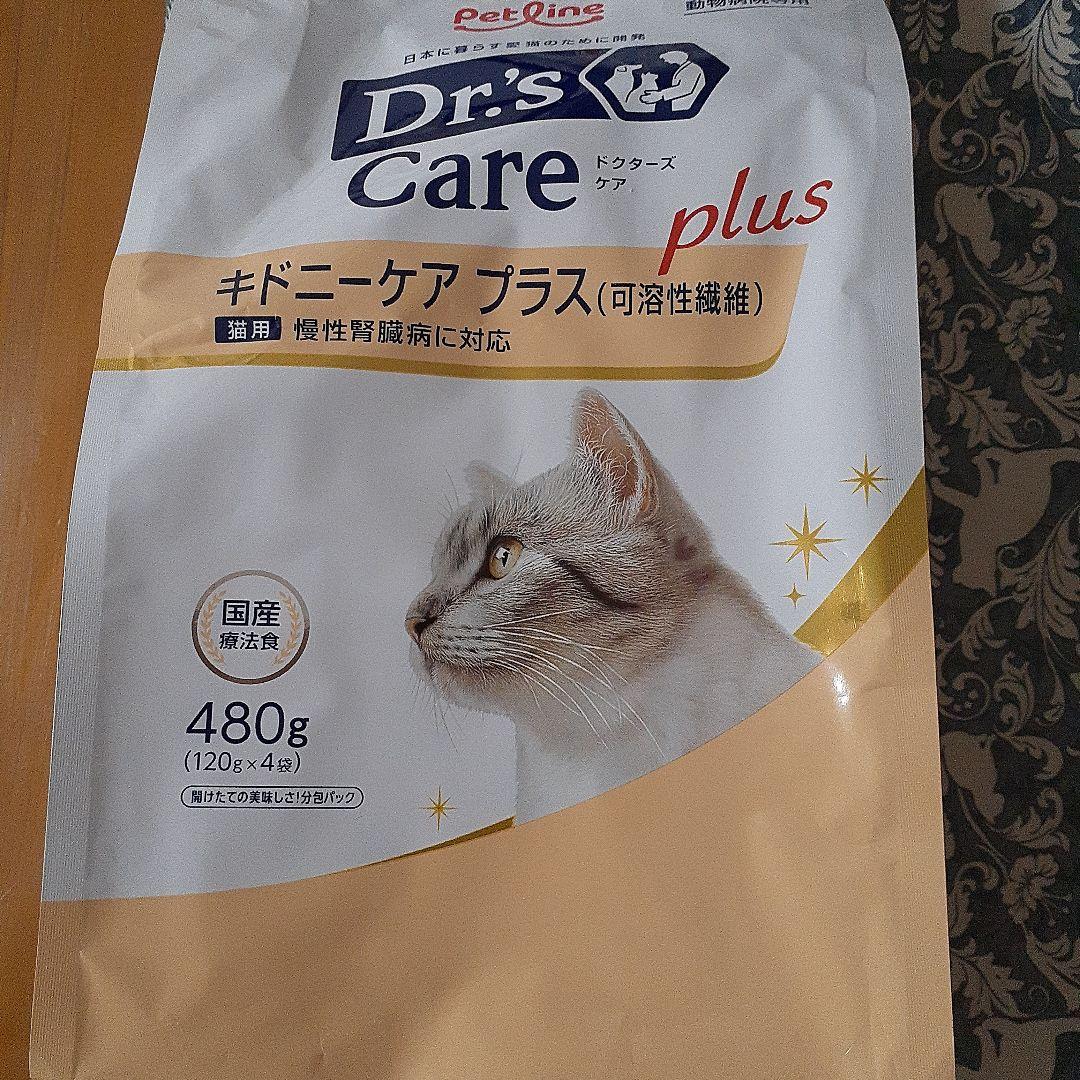 Petline
動物病院専用
日本に暮らす愛猫のために開発
Dr.'s
Care
ドクターズ
ケア
plus
キドニーケア プラス(可溶性繊維)
猫用 慢性腎臓病に対応
国産
療法食
480g
(120g×4袋)
開けたての美味しさ!分包パック